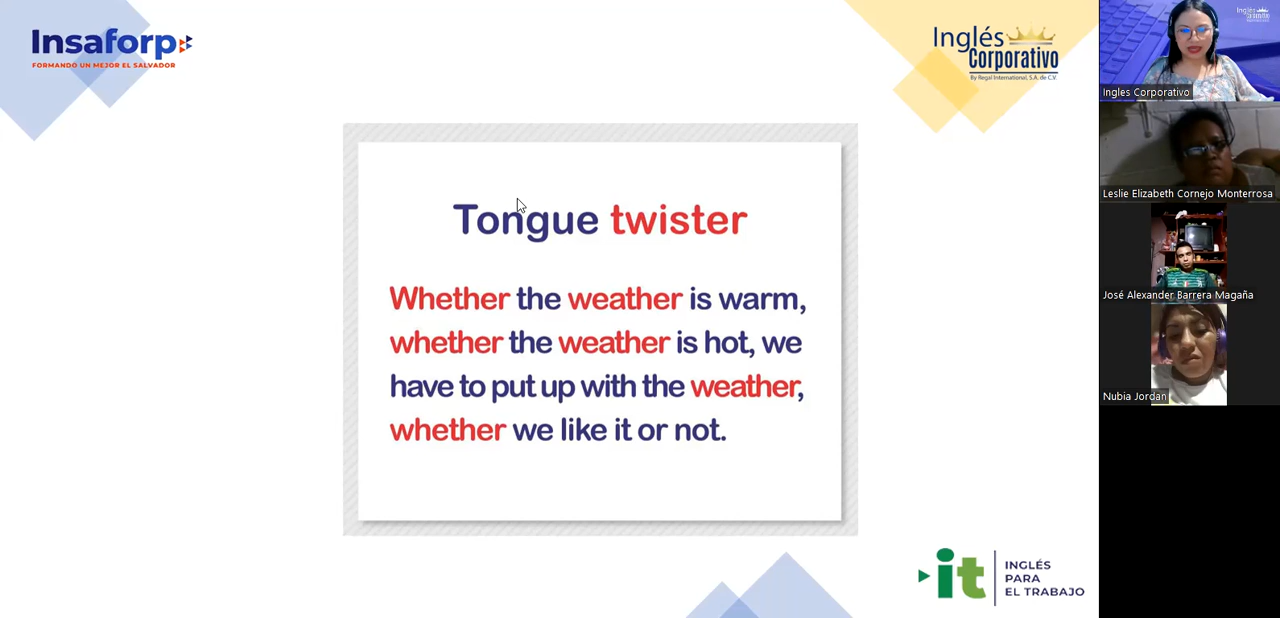 Insaforp
FORMANDO UN MEJOR EL SALVADOR
Inglés
Corporativo
By Regal International, S.A. de C.V.
Tongue twister
Whether the weather is warm,
whether the weather is hot, we
have to put up with the weather,
whether we like it or not.
it
INGLÉS
PARA
EL TRABAJO
Inglés
Corporativo
Ingles Corporativo
Leslie Elizabeth Cornejo Monterrosa
José Alexander Barrera Magaña
Nubia Jordan